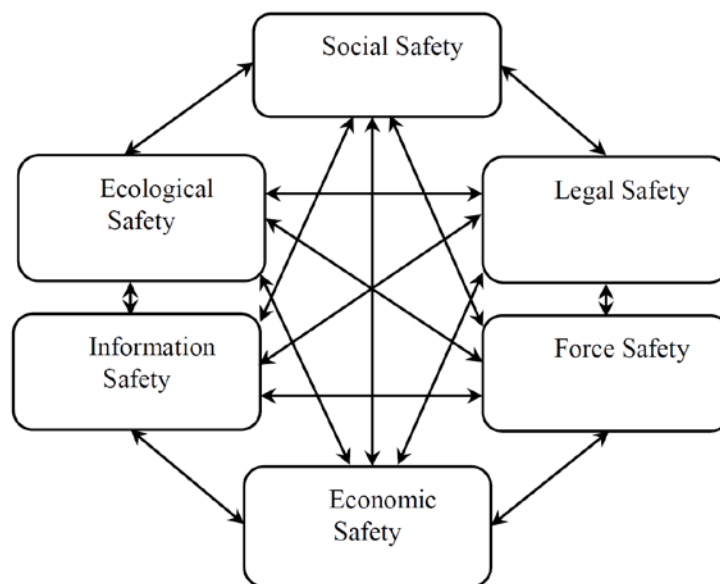 Social Safety
Ecological
Safety
Legal Safety
Information
Safety
Force Safety
Economic
Safety